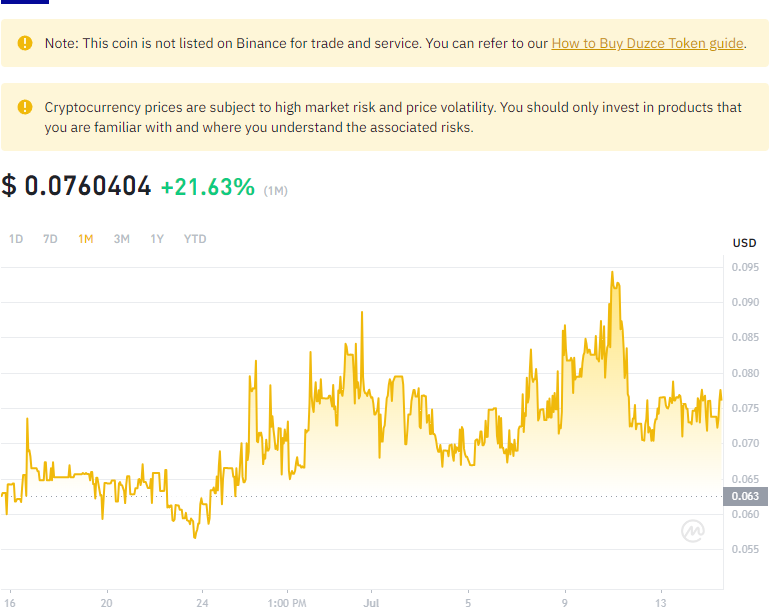 Note: This coin is not listed on Binance for trade and service. You can refer to our How to Buy Duzce Token guide.
Cryptocurrency prices are subject to high market risk and price volatility. You should only invest in products that
you are familiar with and where you understand the associated risks.
$ 0.0760404 +21.63% (1M)
1D 7D 1M 3M 1Y YTD
USD
0.095
0.090
0.085
0.080
0.075
0.070
0.065
0.063
0.060
0.055
16 20 24 1:00 PM Jul 5 9 13